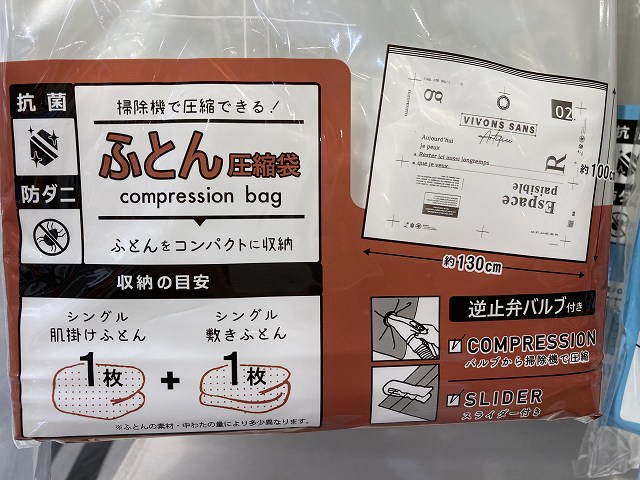 抗菌
防ダニ
掃除機で圧縮できる!
ふとん圧縮袋
compression bag
ふとんをコンパクトに収納
収納の目安
シングル
肌掛けふとん
1枚
+
シングル
敷きふとん
1枚
※ふとんの素材・中わたの量により多少異なります。
02
VIVONS SANS
Aujourd'hui
je peux
Rester ici aussi longtemps
que je veux.
R
Espace
paisible
約100cm
約130cm
逆止弁バルブ付き
COMPRESSION
バルブから掃除機で圧縮
SLIDER
スライダー付き
抗